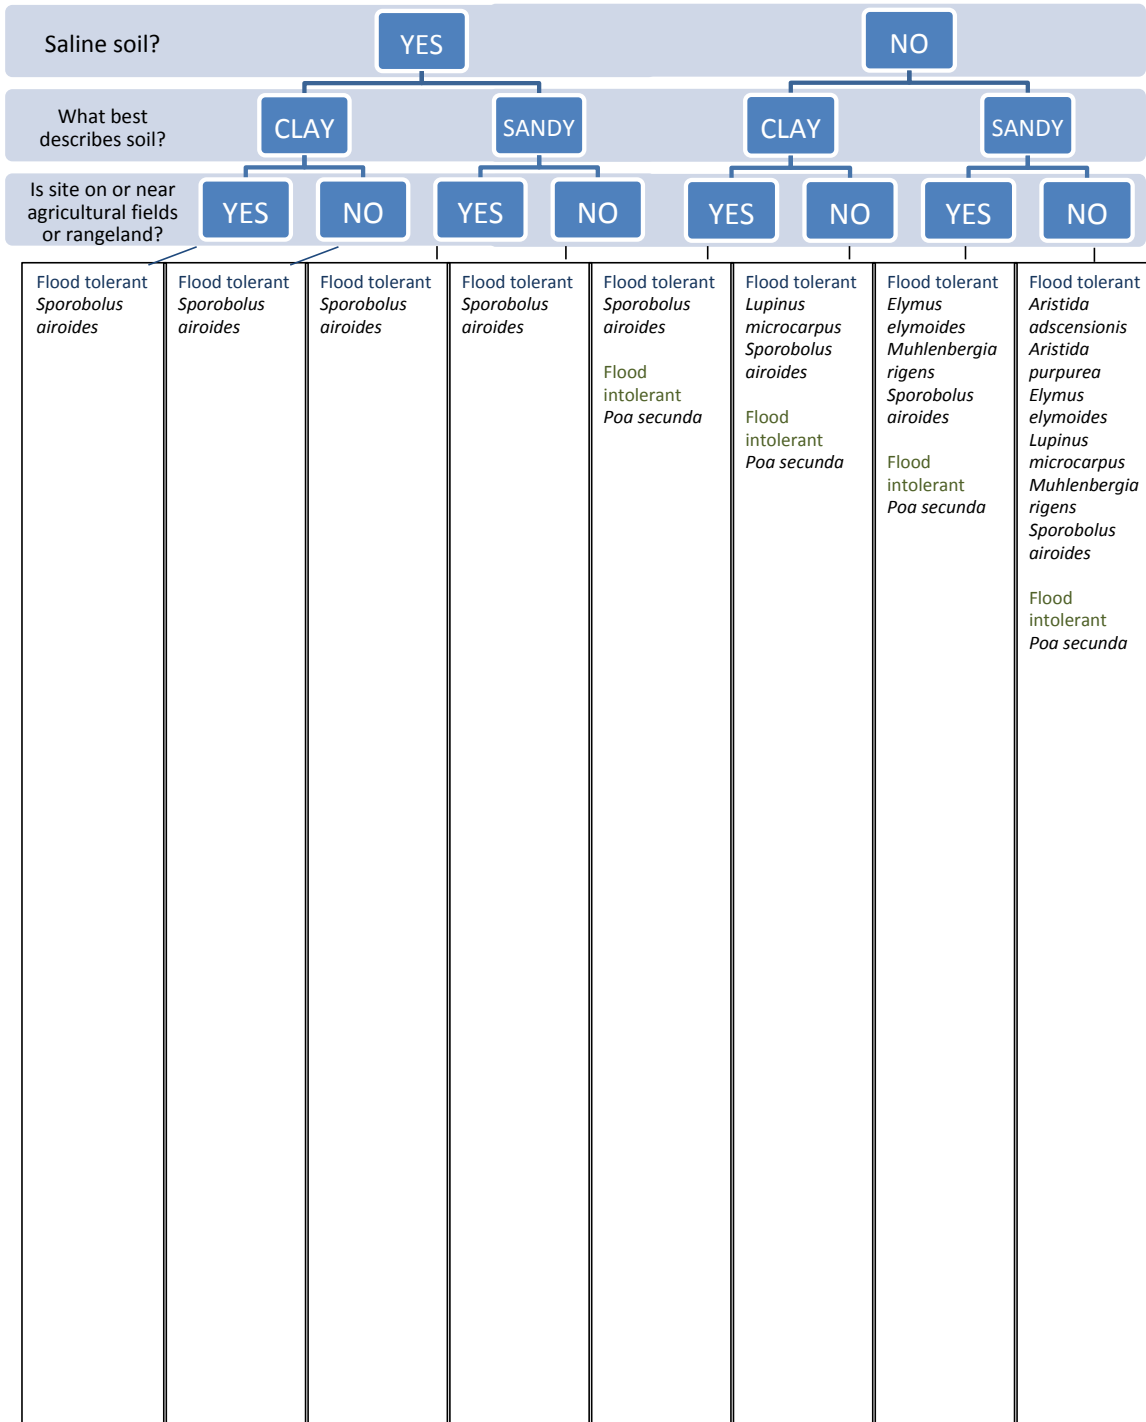 Saline soil?
YES
NO
What best
describes soil?
CLAY
SANDY
CLAY
SANDY
Is site on or near
agricultural fields
or rangeland?
YES
NO
YES
NO
YES
NO
YES
NO
Flood tolerant
Sporobolus
airoides
Flood tolerant
Sporobolus
airoides
Flood tolerant
Sporobolus
airoides
Flood tolerant
Sporobolus
airoides
Flood tolerant
Sporobolus
airoides
Flood
intolerant
Poa secunda
Flood tolerant
Lupinus
microcarpus
Sporobolus
airoides
Flood
intolerant
Poa secunda
Flood tolerant
Elymus
elymoides
Muhlenbergia
rigens
Sporobolus
airoides
Flood
intolerant
Poa secunda
Flood tolerant
Aristida
adscensionis
Aristida
purpurea
Elymus
elymoides
Lupinus
microcarpus
Muhlenbergia
rigens
Sporobolus
airoides
Flood
intolerant
Poa secunda